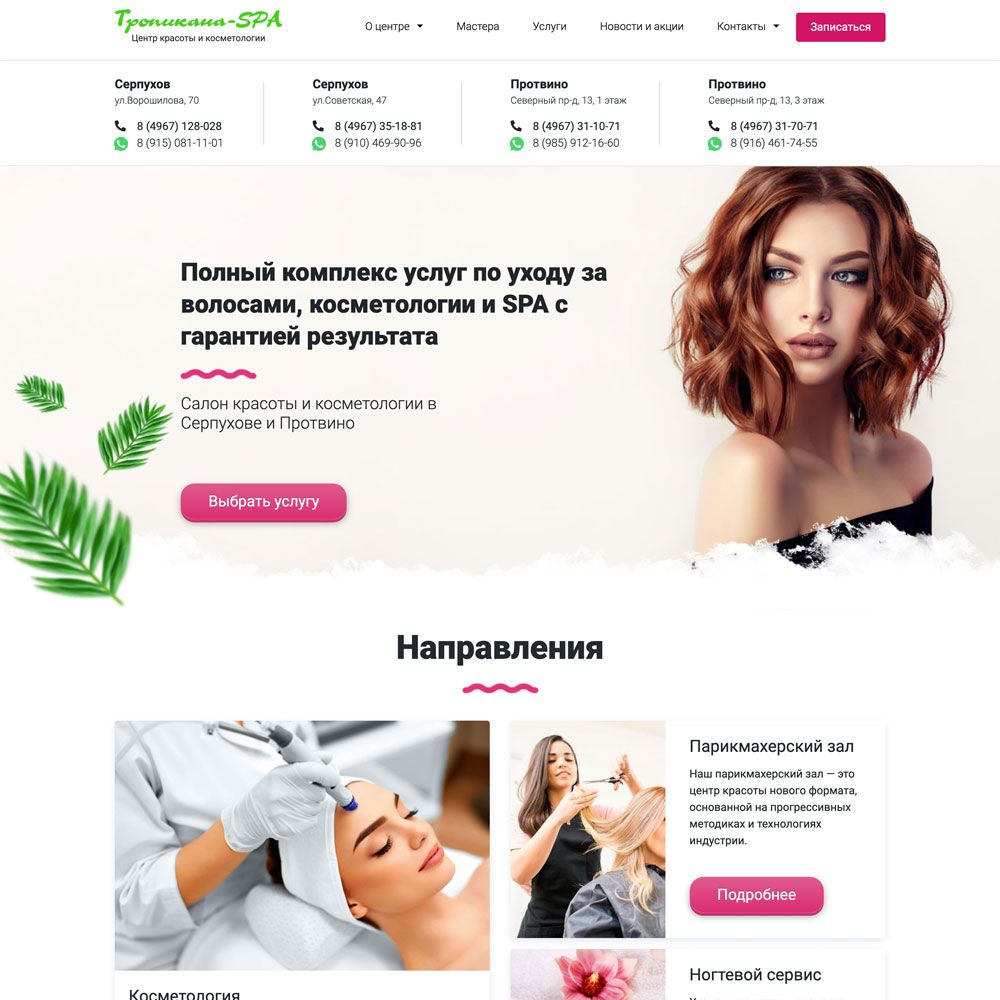 Тропикана-SPA
Центр красоты и косметологии
О центре
Мастера
Услуги
Новости и акции
Контакты
Записаться
Серпухов
ул.Ворошилова, 70
8 (4967) 128-028
8 (915) 081-11-01
Серпухов
ул.Советская, 47
8 (4967) 35-18-81
8 (910) 469-90-96
Протвино
Северный пр-д, 13, 1 этаж
8 (4967) 31-10-71
8 (985) 912-16-60
Протвино
Северный пр-д, 13, 3 этаж
8 (4967) 31-70-71
8 (916) 461-74-55
Полный комплекс услуг по уходу за
волосами, косметологии и SPA с
гарантией результата
Салон красоты и косметологии в
Серпухове и Протвино
Выбрать услугу
Направления
Косметология
Парикмахерский зал
Наш парикмахерский зал — это
центр красоты нового формата,
основанной на прогрессивных
методиках и технологиях
индустрии.
Подробнее
Ногтевой сервис